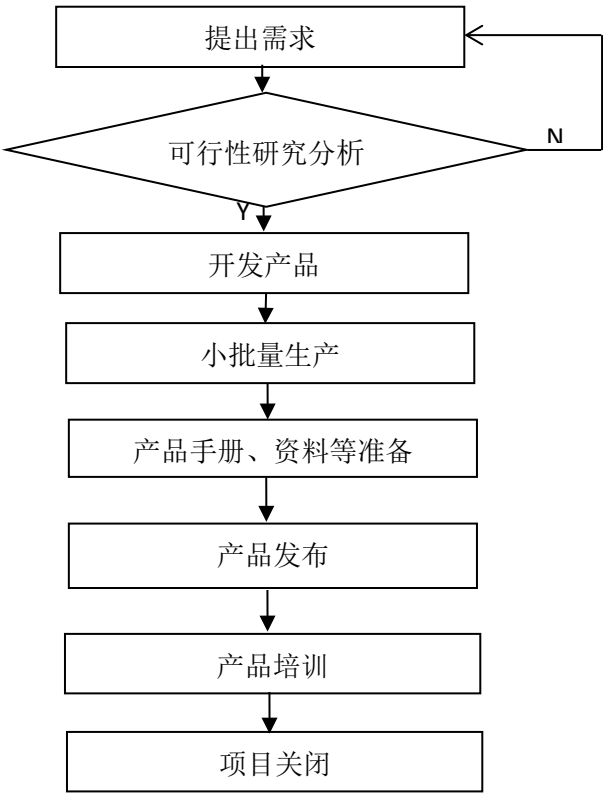 提出需求
可行性研究分析
N
Y
开发产品
小批量生产
产品手册、资料等准备
产品发布
产品培训
项目关闭